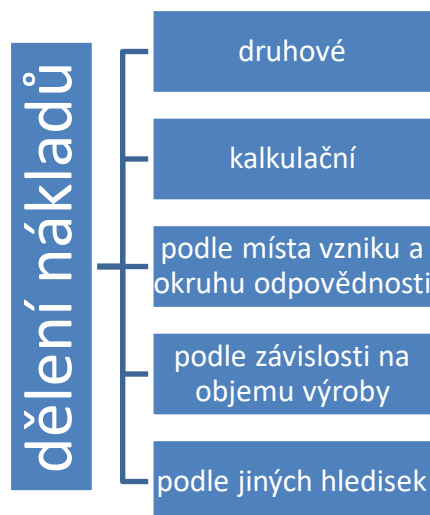 dělení nákladů
druhové
kalkulační
podle místa vzniku a
okruhu odpovědnosti
podle závislosti na
objemu výroby
podle jiných hledisek